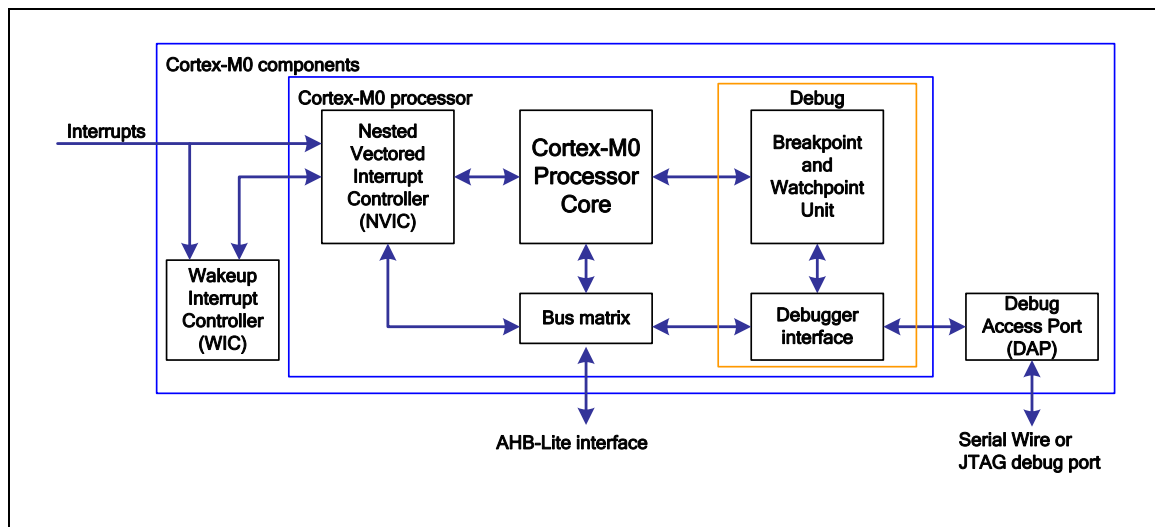 Cortex-M0 components
Cortex-M0 processor
Debug
Interrupts
Nested
Vectored
Interrupt
Controller
(NVIC)
Cortex-M0
Processor
Core
Breakpoint
and
Watchpoint
Unit
Wakeup
Interrupt
Controller
(WIC)
Bus matrix
Debugger
interface
Debug
Access Port
(DAP)
AHB-Lite interface
Serial Wire or
JTAG debug port